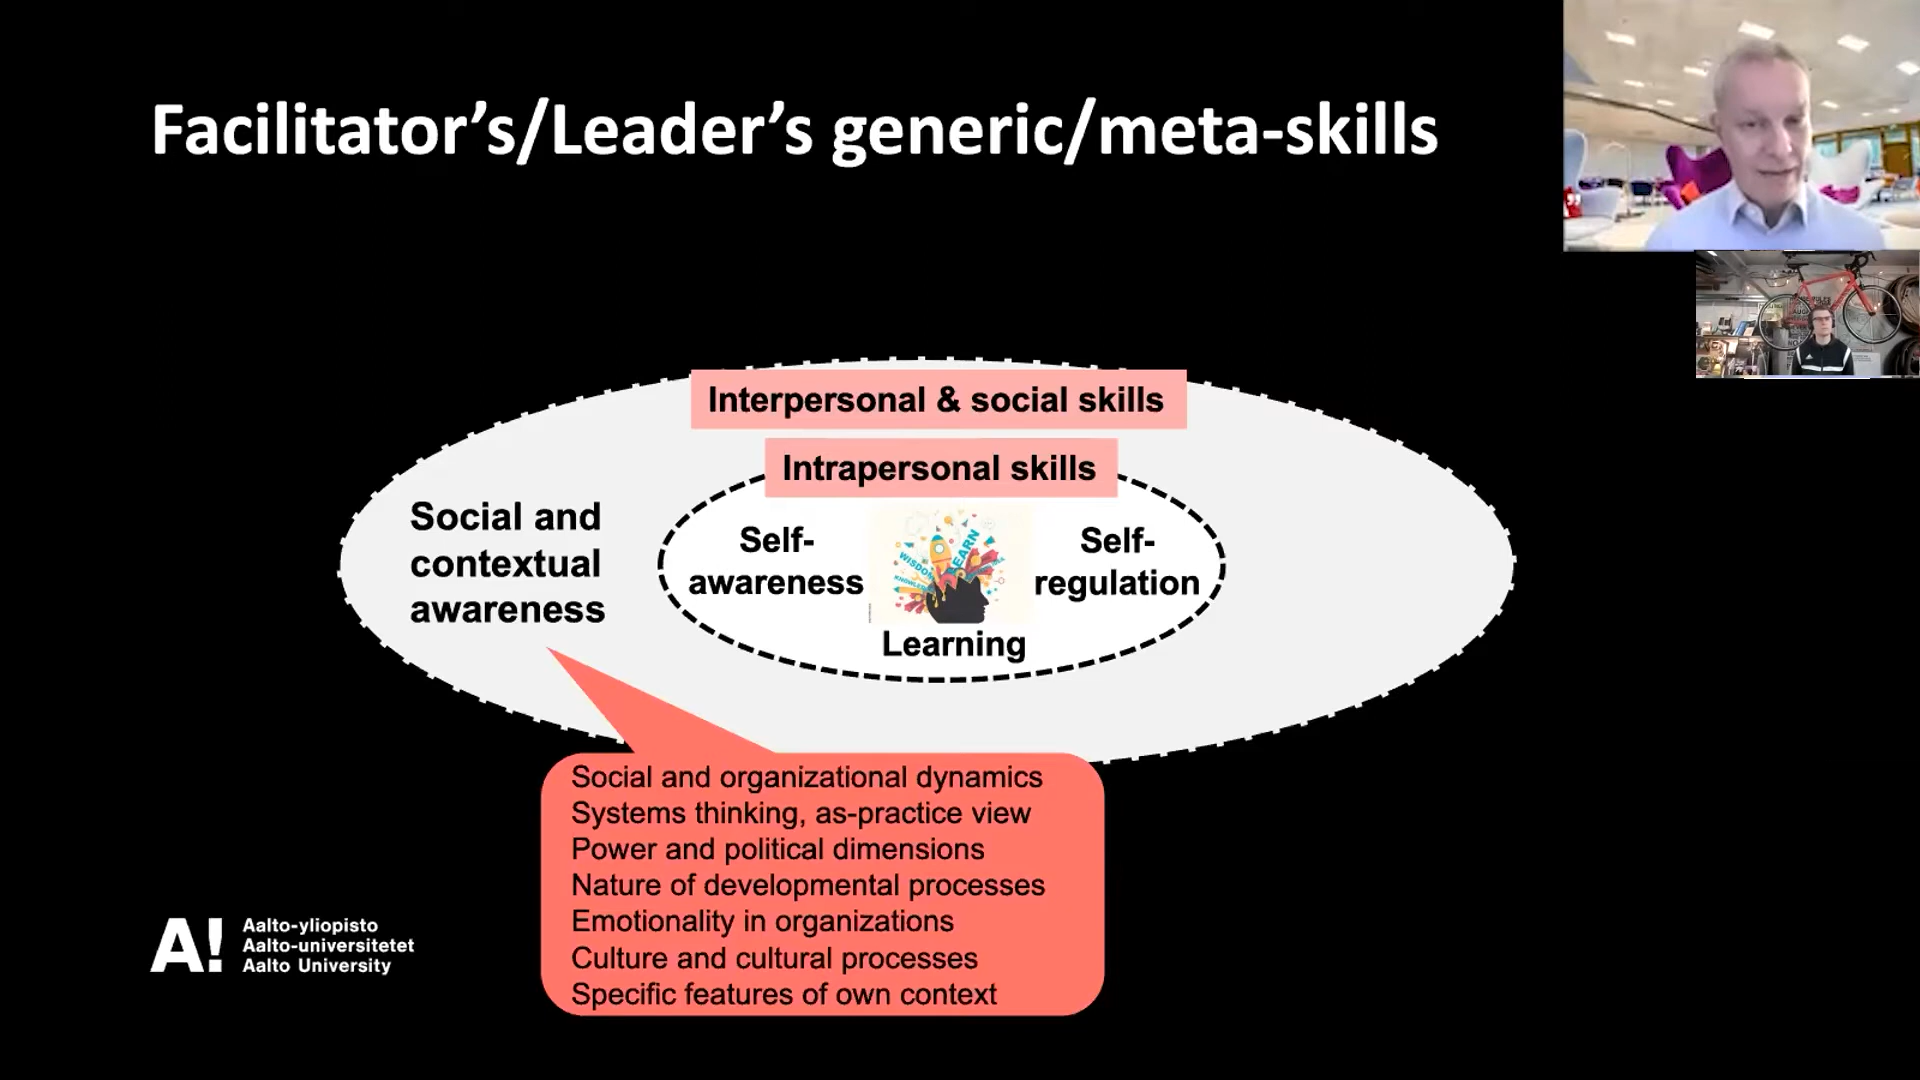 Facilitator’s/Leader’s generic/meta-skills
Interpersonal & social skills
Intrapersonal skills
Social and
contextual
awareness
Self-
awareness
WISDOM
LEARN
Self-
regulation
Learning
Social and organizational dynamics
Systems thinking, as-practice view
Power and political dimensions
Nature of developmental processes
Emotionality in organizations
Culture and cultural processes
Specific features of own context
A!
Aalto-yliopisto
Aalto-universitetet
Aalto University